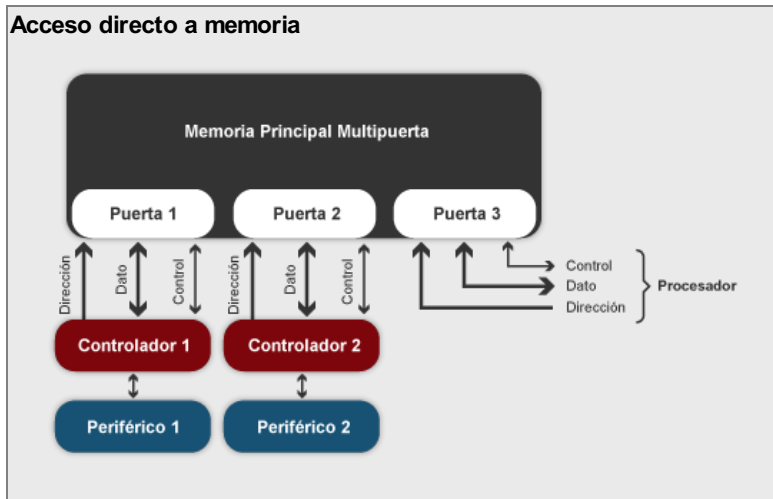 Acceso directo a memoria
Memoria Principal Multipuerta
Puerta 1
Puerta 2
Puerta 3
Dirección
Dato
Control
Dirección
Dato
Control
Control
Dato
Dirección
Procesador
Controlador 1
Controlador 2
Periférico 1
Periférico 2